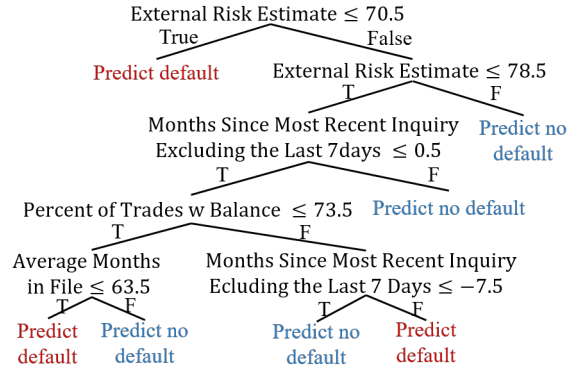 External Risk Estimate ≤ 70.5
True False
Predict default External Risk Estimate ≤ 78.5
T F
Months Since Most Recent Inquiry
Excluding the Last 7days ≤ 0.5
Predict no
default
T F
Percent of Trades w Balance ≤ 73.5 Predict no default
T F
Average Months
in File ≤ 63.5
Months Since Most Recent Inquiry
Ecluding the Last 7 Days ≤ −7.5
T F T F
Predict
default
Predict no
default
Predict no
default
Predict
default